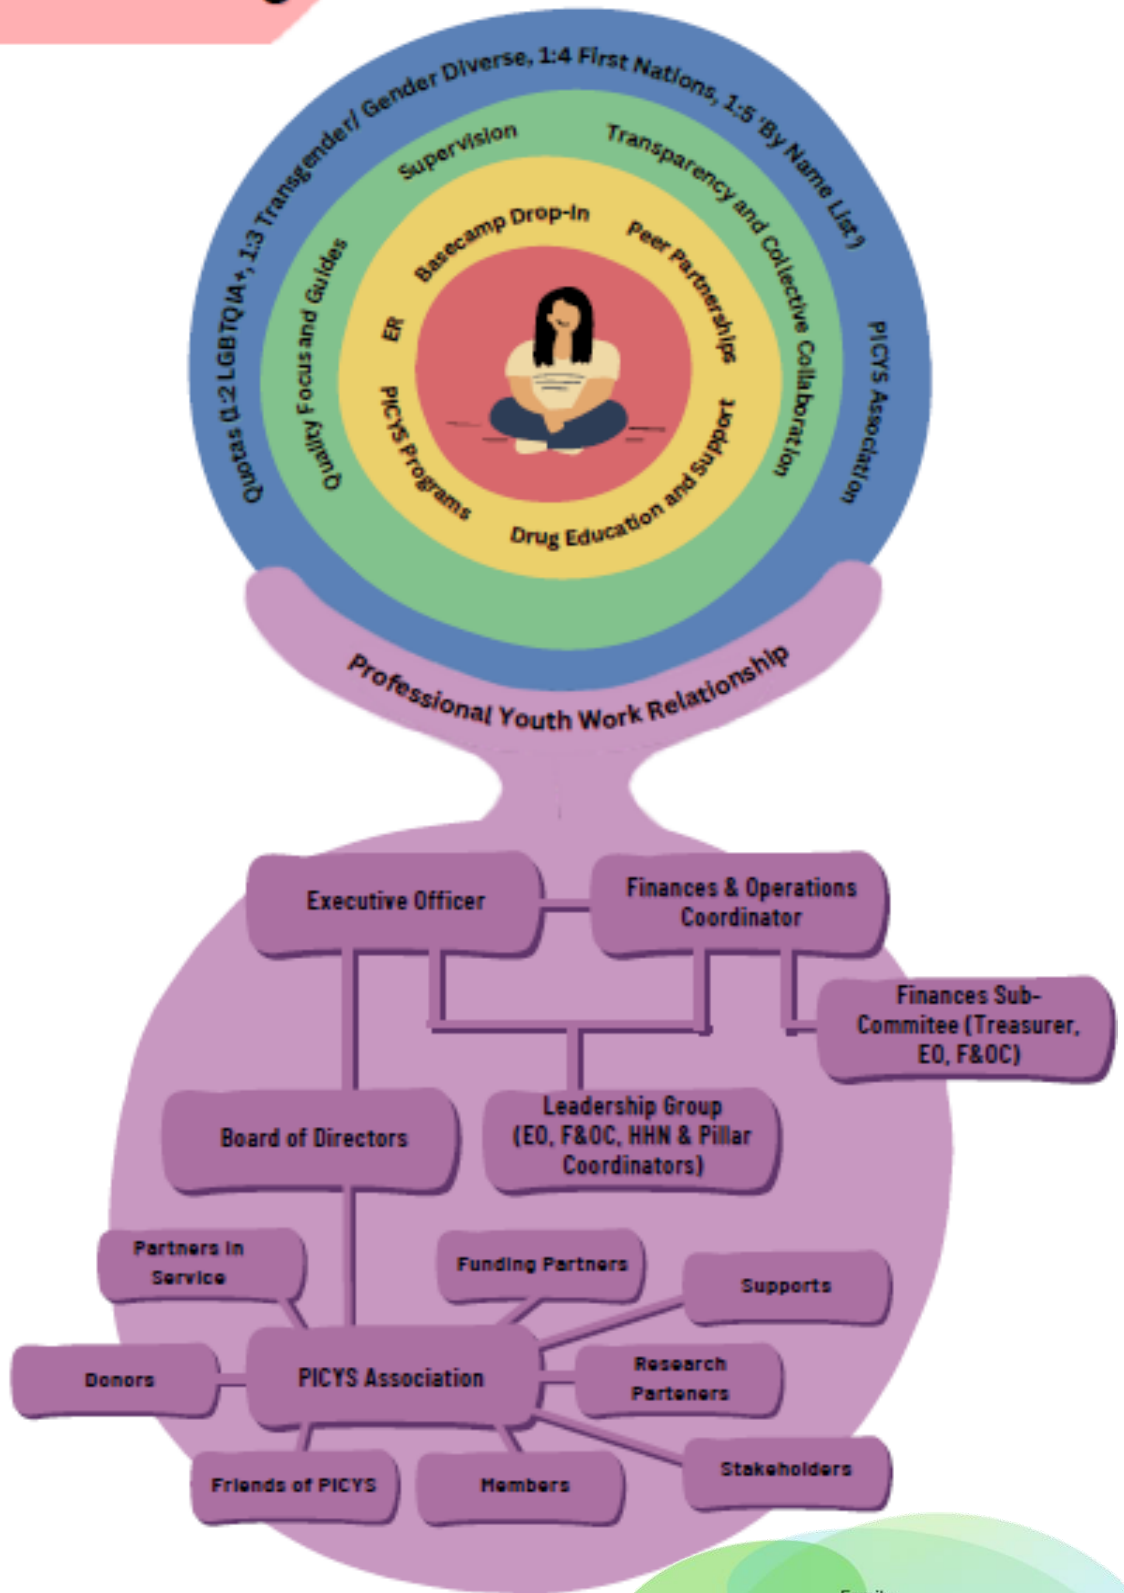 Quotas (1:2 LGBTQIA+, 1:3 Transgender/ Gender Diverse, 1:4 First Nations, 1:5 'By Name List')
PICYS Association
Quality Focus and Guides
Supervision
Transparency and Collective Collaboration
PICYS Programs
ER
Basecamp Drop-In
Peer Partnerships
Drug Education and Support
Professional Youth Work Relationship
Executive Officer
Finances & Operations
Coordinator
Finances Sub-
Commitee (Treasurer,
EO, F&OC)
Board of Directors
Leadership Group
(EO, F&OC, HHN & Pillar
Coordinators)
Partners in
Service
Funding Partners
Supports
Donors
PICYS Association
Research
Parteners
Friends of PICYS
Members
Stakeholders